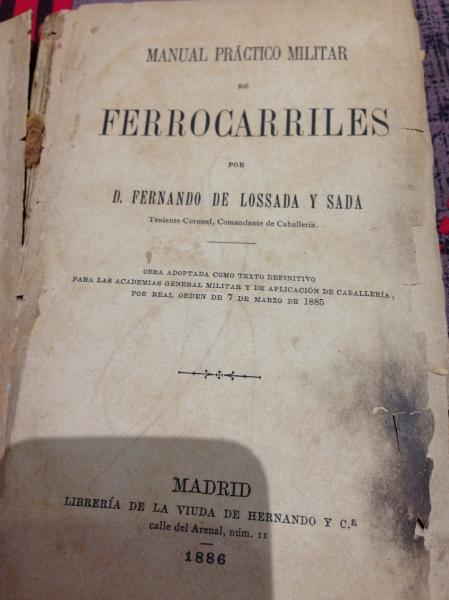 MANUAL PRÁCTICO MILITAR
DE
FERROCARRILES
POR
D. FERNANDO DE LOSSADA Y SADA
Teniente Coronel, Comandante de Caballería.
OBRA ADOPTADA COMO TEXTO DEFINITIVO
PARA LAS ACADEMIAS GENERAL MILITAR Y DE APLICACIÓN DE CABALLERÍA,
POR REAL ORDEN DE 7 DE MARZO DE 1885
MADRID
LIBRERÍA DE LA VIUDA DE HERNANDO Y C.ª
calle del Arenal, núm. 11
1886